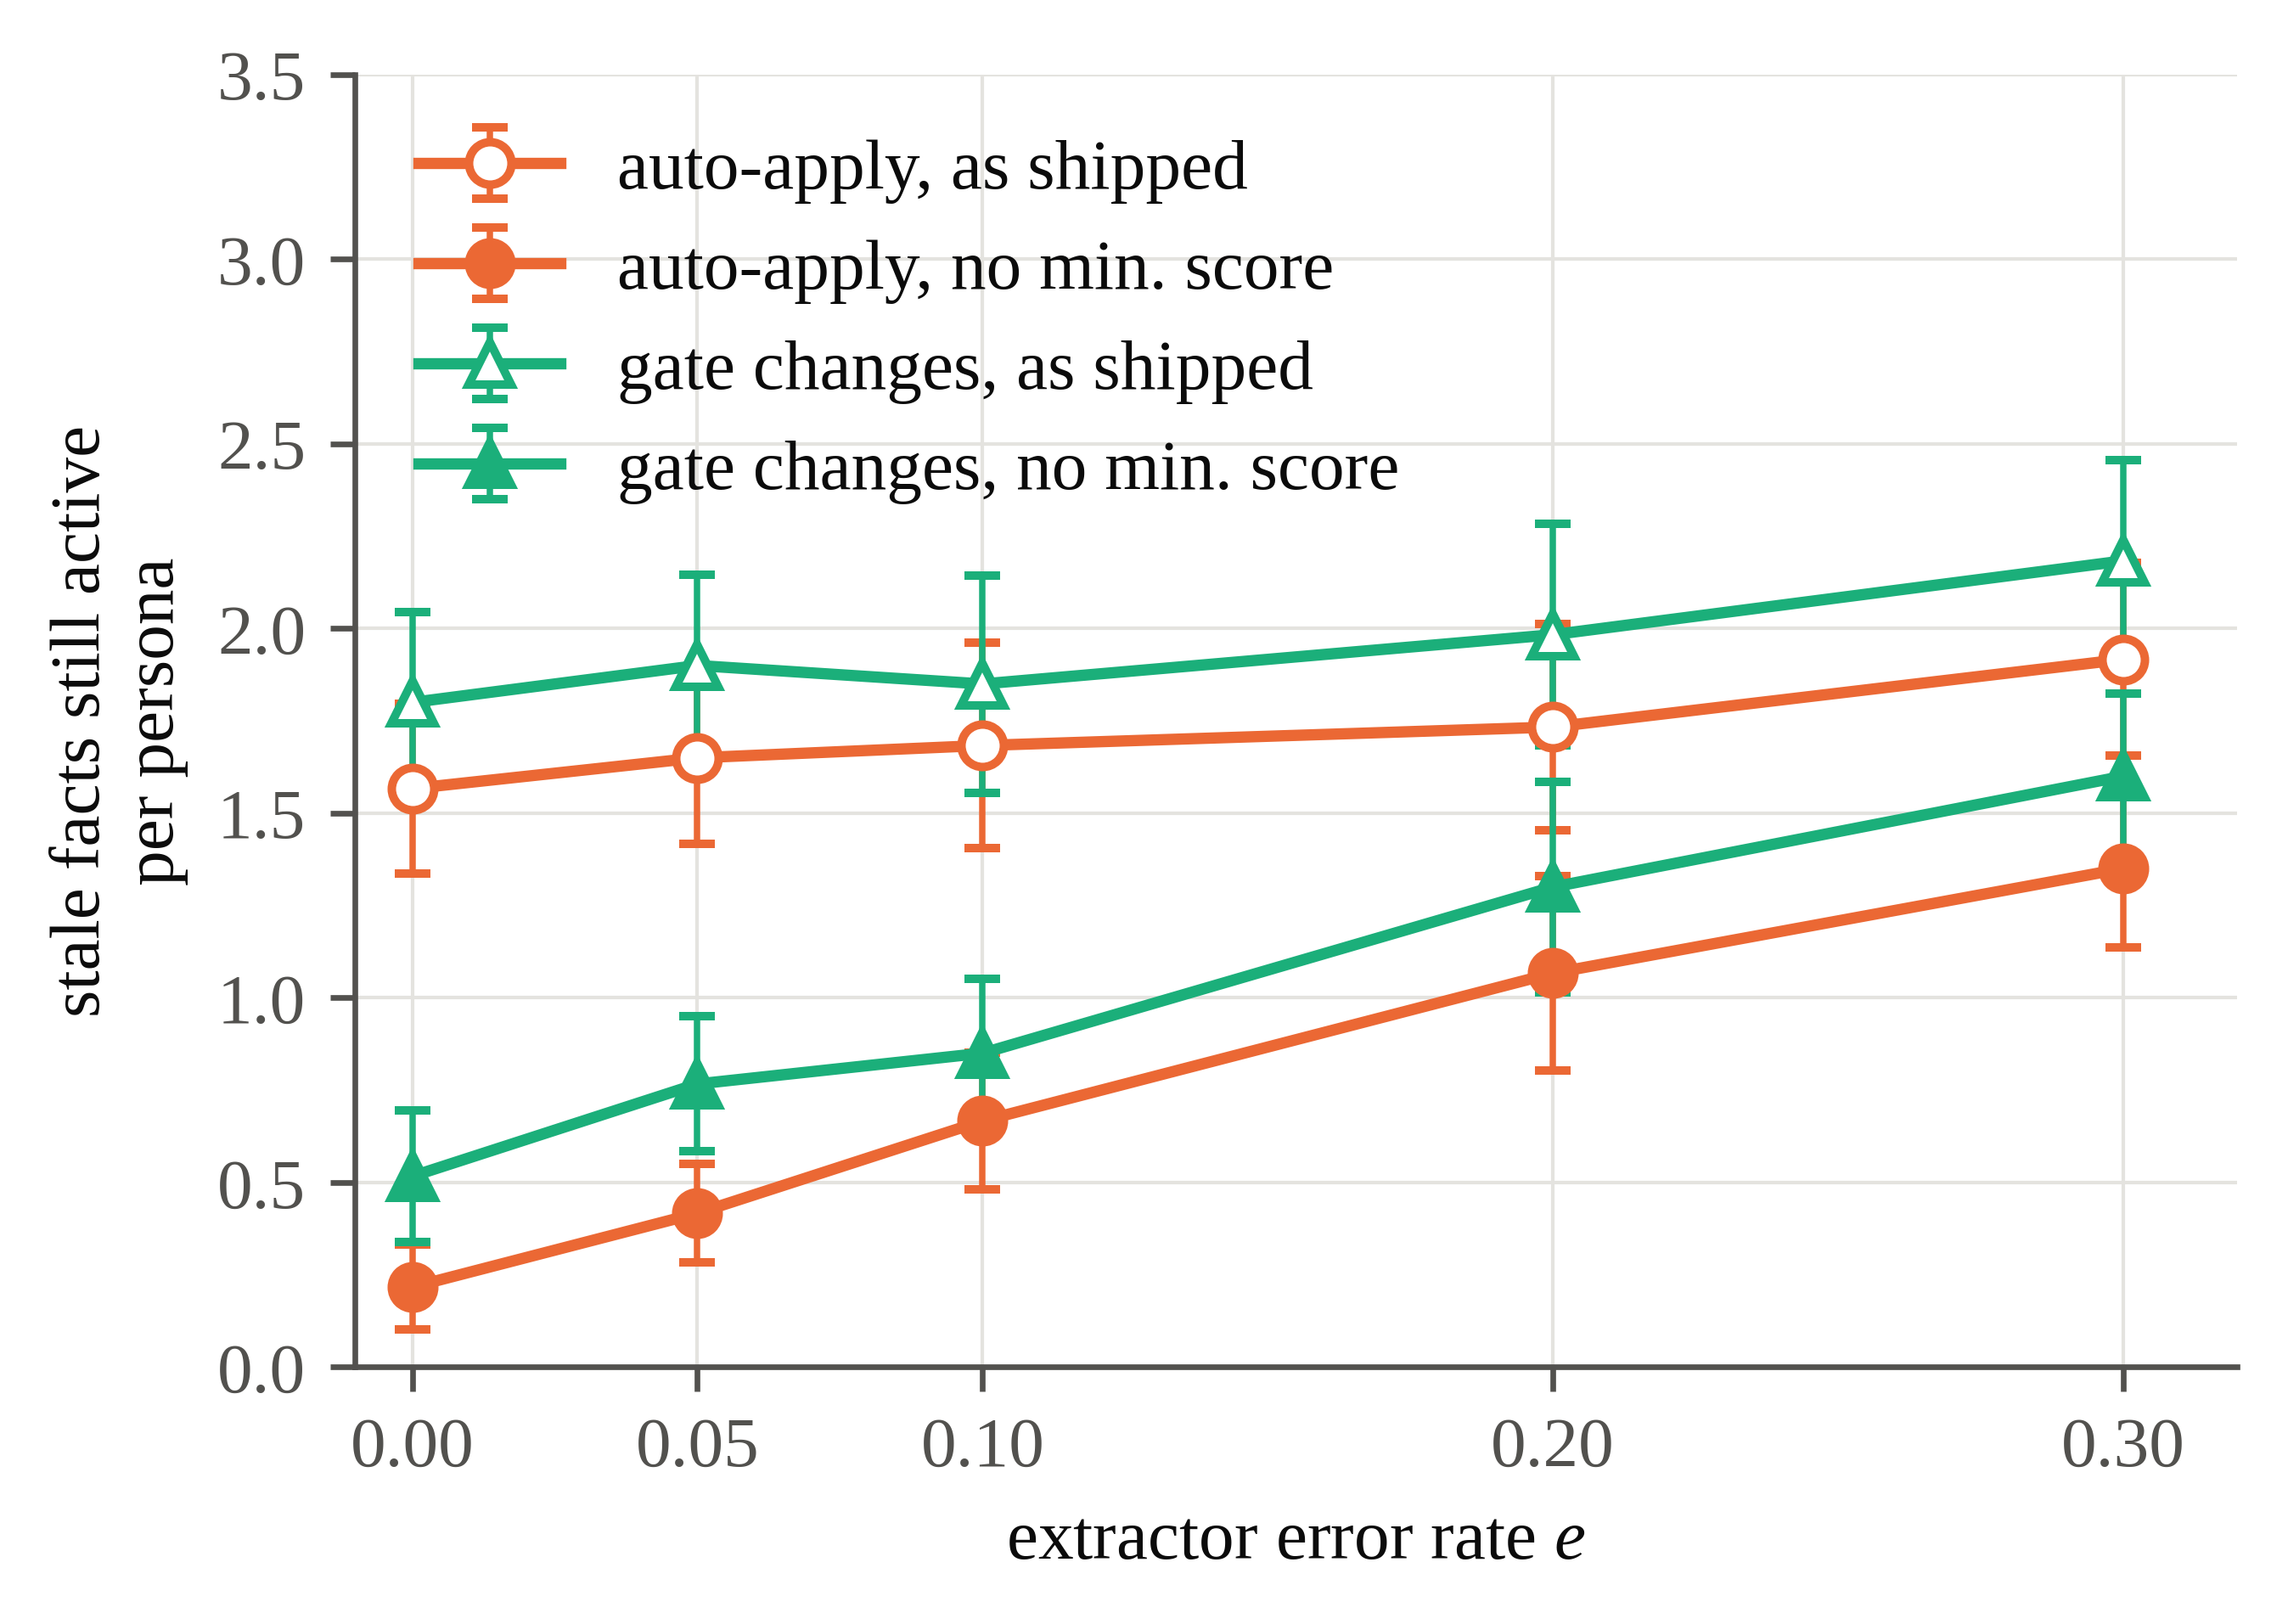 3.5
3.0
2.5
2.0
1.5
1.0
0.5
0.0
stale facts still active
per persona
auto-apply, as shipped
auto-apply, no min. score
gate changes, as shipped
gate changes, no min. score
0.00 0.05 0.10 0.20 0.30
extractor error rate e